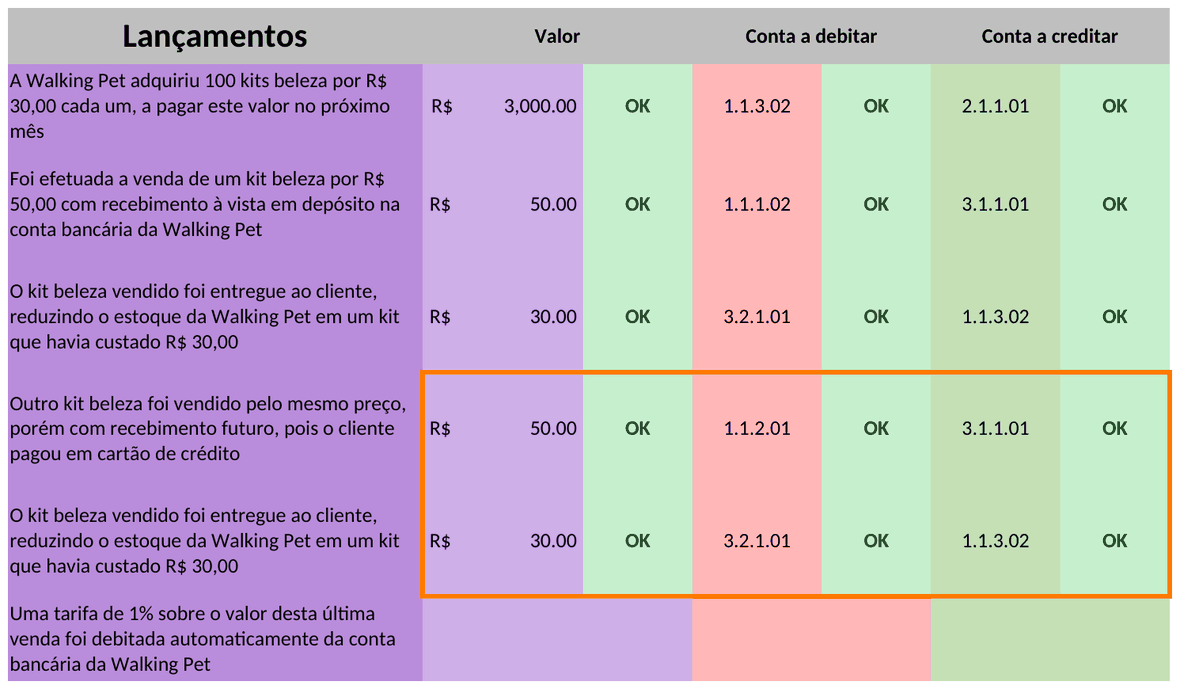 Lançamentos Valor Conta a debitar Conta a creditar
A Walking Pet adquiriu 100 kits beleza por R$
30,00 cada um, a pagar este valor no próximo
mês
R$ 3,000.00 OK 1.1.3.02 OK 2.1.1.01 OK
Foi efetuada a venda de um kit beleza por R$
50,00 com recebimento à vista em depósito na
conta bancária da Walking Pet
R$ 50.00 OK 1.1.1.02 OK 3.1.1.01 OK
O kit beleza vendido foi entregue ao cliente,
reduzindo o estoque da Walking Pet em um kit
que havia custado R$ 30,00
R$ 30.00 OK 3.2.1.01 OK 1.1.3.02 OK
Outro kit beleza foi vendido pelo mesmo preço,
porém com recebimento futuro, pois o cliente
pagou em cartão de crédito
R$ 50.00 OK 1.1.2.01 OK 3.1.1.01 OK
O kit beleza vendido foi entregue ao cliente,
reduzindo o estoque da Walking Pet em um kit
que havia custado R$ 30,00
R$ 30.00 OK 3.2.1.01 OK 1.1.3.02 OK
Uma tarifa de 1% sobre o valor desta última
venda foi debitada automaticamente da conta
bancária da Walking Pet